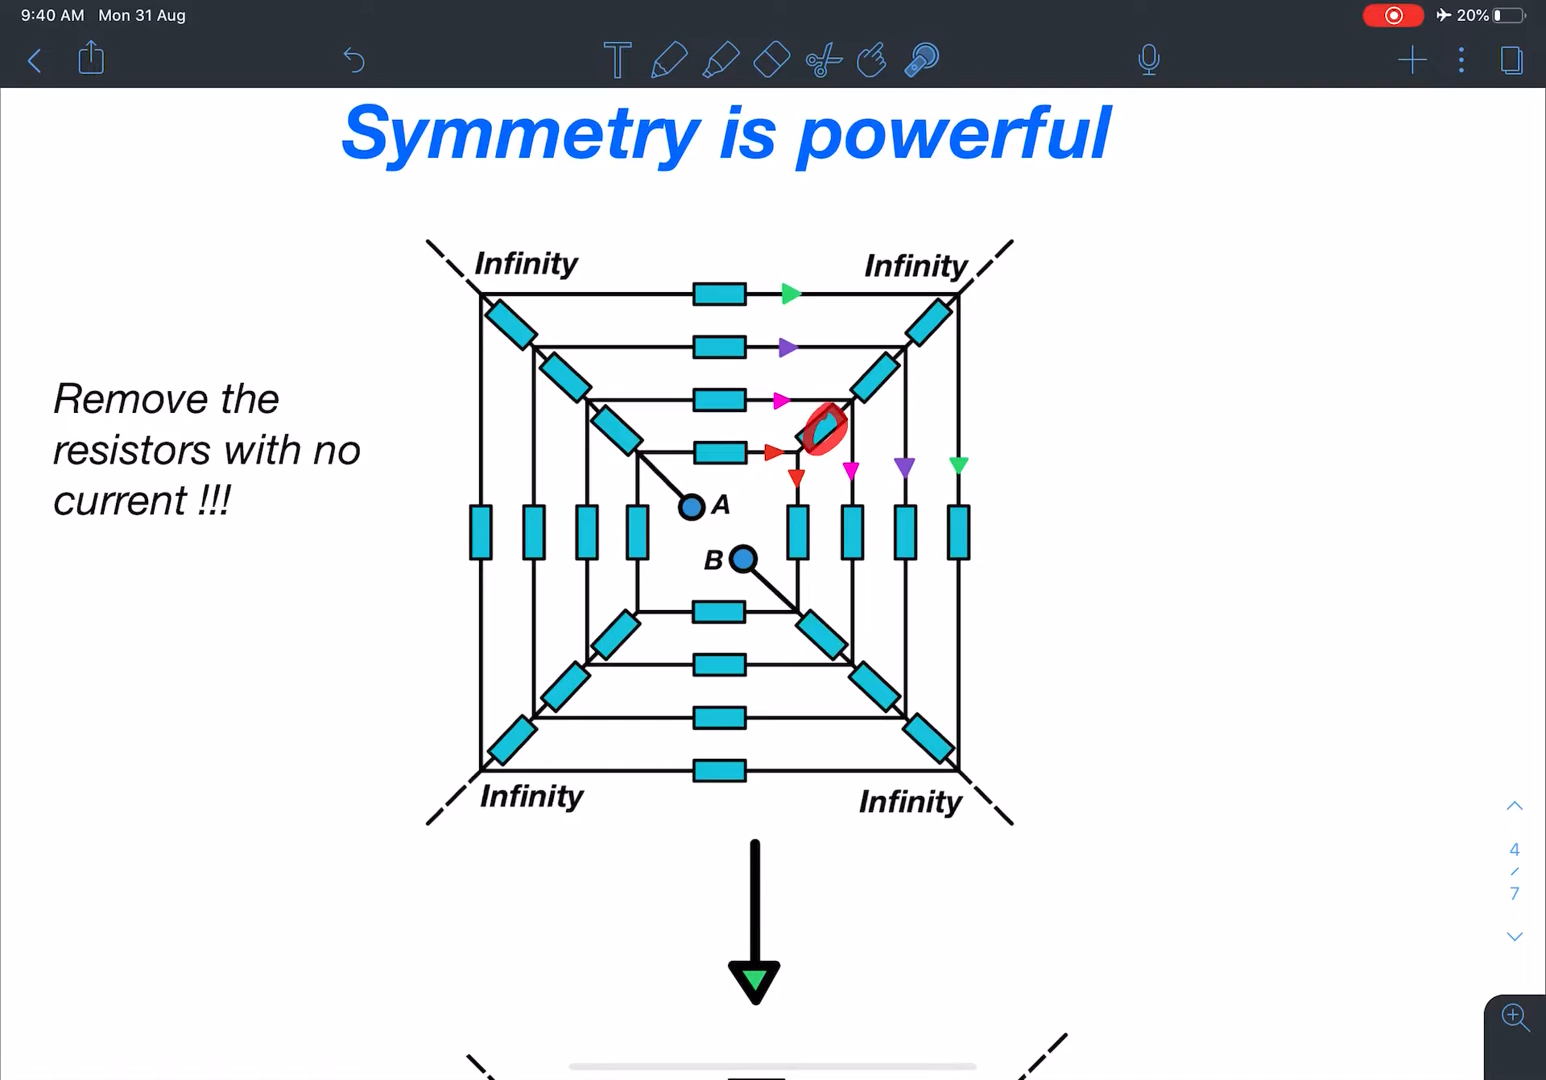 9:40 AM Mon 31 Aug
20%
T
Symmetry is powerful
Infinity
Infinity
Remove the
resistors with no
current !!!
A
B
Infinity
Infinity
4
/
7